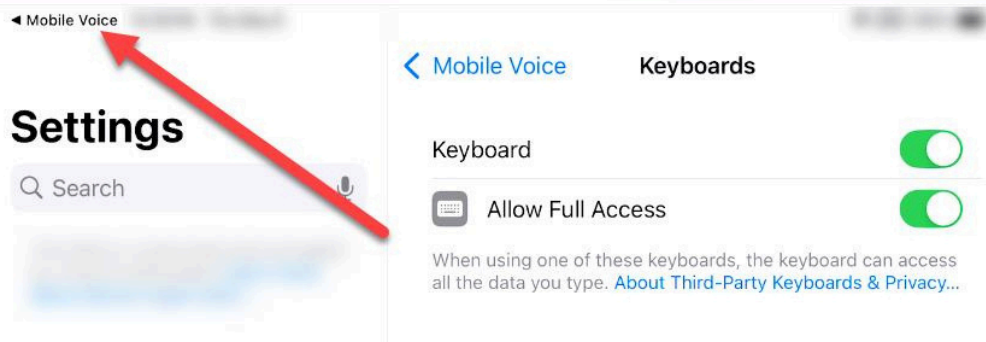 ◀ Mobile Voice
Settings
Search
Mobile Voice
Keyboards
Keyboard
Allow Full Access
When using one of these keyboards, the keyboard can access
all the data you type. About Third-Party Keyboards & Privacy...